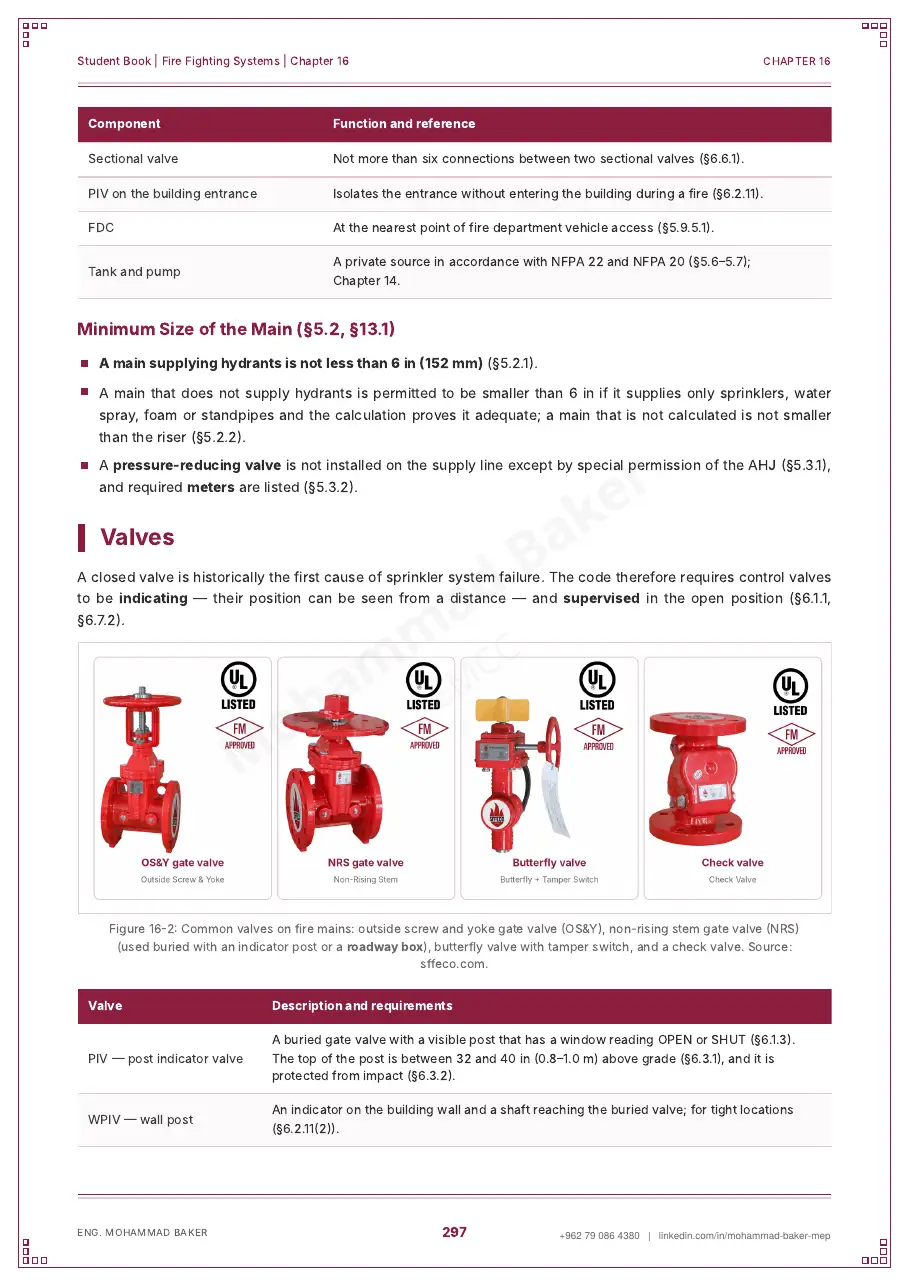 Student Book | Fire Fighting Systems | Chapter 16
CHAPTER 16
Component Function and reference
Sectional valve Not more than six connections between two sectional valves (§6.6.1).
PIV on the building entrance Isolates the entrance without entering the building during a fire (§6.2.11).
FDC At the nearest point of fire department vehicle access (§5.9.5.1).
Tank and pump A private source in accordance with NFPA 22 and NFPA 20 (§5.6–5.7);
Chapter 14.
Minimum Size of the Main (§5.2, §13.1)
A main supplying hydrants is not less than 6 in (152 mm) (§5.2.1).
A main that does not supply hydrants is permitted to be smaller than 6 in if it supplies only sprinklers, water
spray, foam or standpipes and the calculation proves it adequate; a main that is not calculated is not smaller
than the riser (§5.2.2).
A pressure-reducing valve is not installed on the supply line except by special permission of the AHJ (§5.3.1),
and required meters are listed (§5.3.2).
Valves
A closed valve is historically the first cause of sprinkler system failure. The code therefore requires control valves
to be indicating — their position can be seen from a distance — and supervised in the open position (§6.1.1,
§6.7.2).
Mohammad Baker
UL LISTED
FM APPROVED
OS&Y gate valve
Outside Screw & Yoke
UL LISTED
FM APPROVED
NRS gate valve
Non-Rising Stem
UL LISTED
FM APPROVED
SFFECO
Butterfly valve
Butterfly + Tamper Switch
UL LISTED
FM APPROVED
Check valve
Check Valve
Figure 16-2: Common valves on fire mains: outside screw and yoke gate valve (OS&Y), non-rising stem gate valve (NRS)
(used buried with an indicator post or a roadway box), butterfly valve with tamper switch, and a check valve. Source:
sffeco.com.
Valve Description and requirements
PIV — post indicator valve A buried gate valve with a visible post that has a window reading OPEN or SHUT (§6.1.3).
The top of the post is between 32 and 40 in (0.8–1.0 m) above grade (§6.3.1), and it is
protected from impact (§6.3.2).
WPIV — wall post An indicator on the building wall and a shaft reaching the buried valve; for tight locations
(§6.2.11(2)).
ENG. MOHAMMAD BAKER
297
+962 79 086 4380 | linkedin.com/in/mohammad-baker-mep